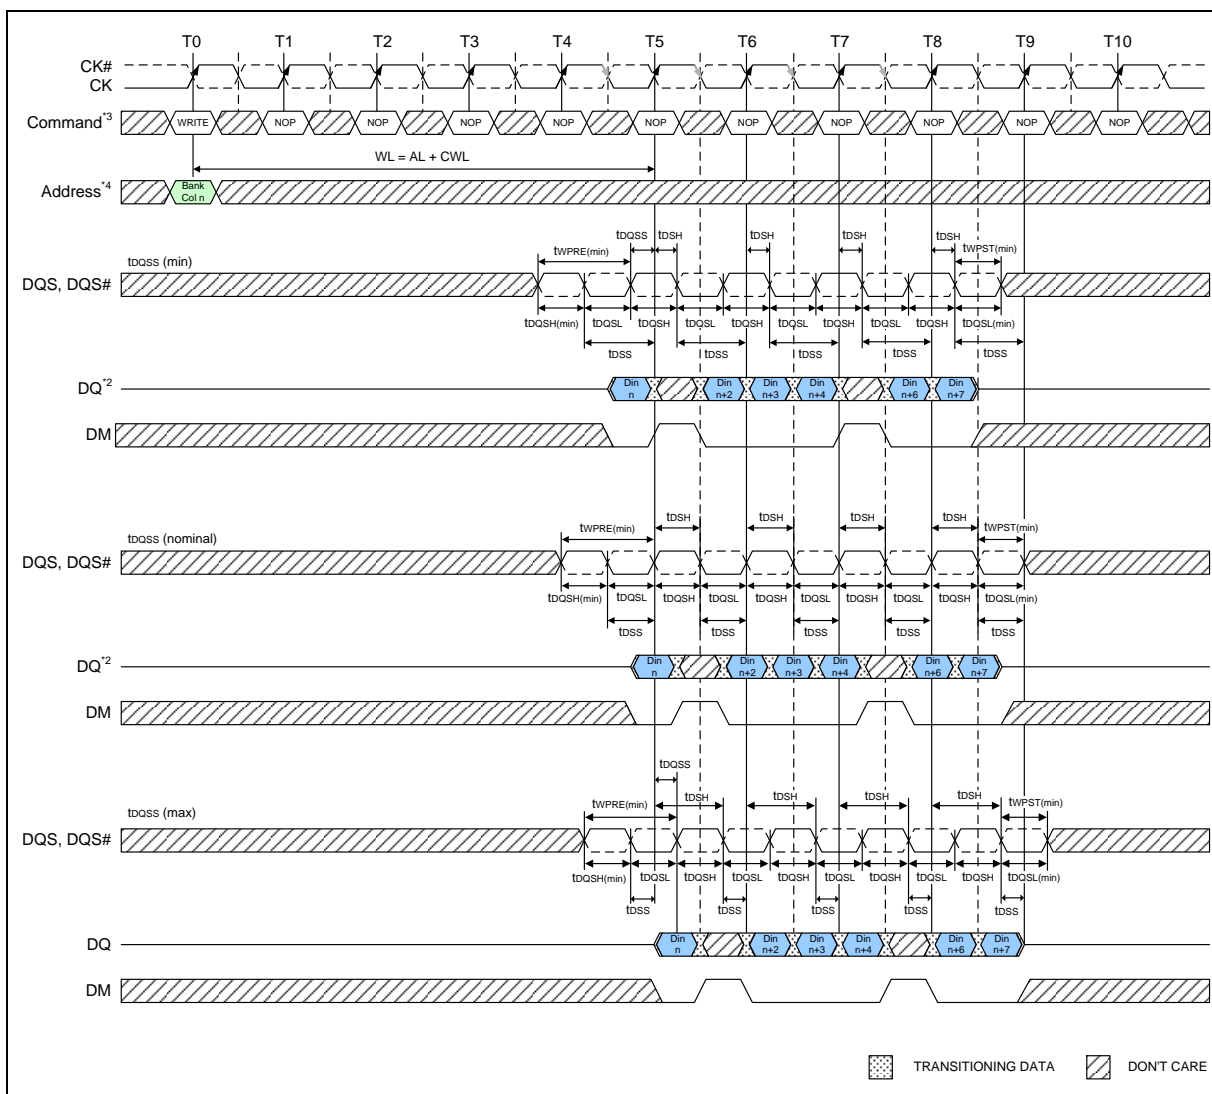 T0 T1 T2 T3 T4 T5 T6 T7 T8 T9 T10
CK#
CK
Command*3 WRITE NOP NOP NOP NOP NOP NOP NOP NOP NOP NOP
WL = AL + CWL
Address*4 Bank Col n
tDQSS tDSH tDSH tDSH tDSH
tWPRE(min) tWPST(min)
tDQSS (min)
DQS, DQS#
tDQSH(min) tDQSL tDQSH tDQSL tDQSH tDQSL tDQSH tDQSL tDQSH tDQSL(min)
tDSS tDSS tDSS tDSS tDSS
DQ*2 Din n Din n+2 Din n+3 Din n+4 Din n+6 Din n+7
DM
tWPRE(min) tDSH tDSH tDSH tDSH tWPST(min)
tDQSS (nominal)
DQS, DQS#
tDQSH(min) tDQSL tDQSH tDQSL tDQSH tDQSL tDQSH tDQSL tDQSH tDQSL(min)
tDSS tDSS tDSS tDSS tDSS
DQ*2 Din n Din n+2 Din n+3 Din n+4 Din n+6 Din n+7
DM
tDQSS
tWPRE(min) tDSH tDSH tDSH tDSH tWPST(min)
tDQSS (max)
DQS, DQS#
tDQSH(min) tDQSL tDQSH tDQSL tDQSH tDQSL tDQSH tDQSL tDQSH tDQSL(min)
tDSS tDSS tDSS tDSS tDSS
DQ Din n Din n+2 Din n+3 Din n+4 Din n+6 Din n+7
DM
TRANSITIONING DATA DON'T CARE